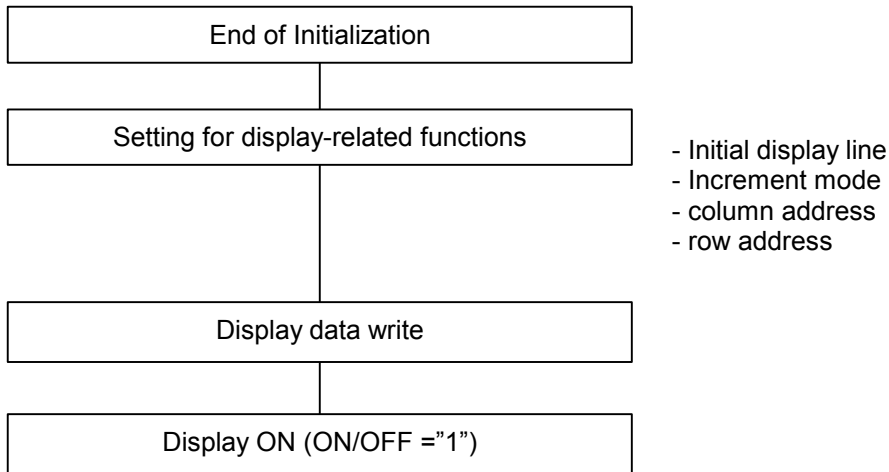 End of Initialization
Setting for display-related functions
- Initial display line
- Increment mode
- column address
- row address
Display data write
Display ON (ON/OFF =”1”)